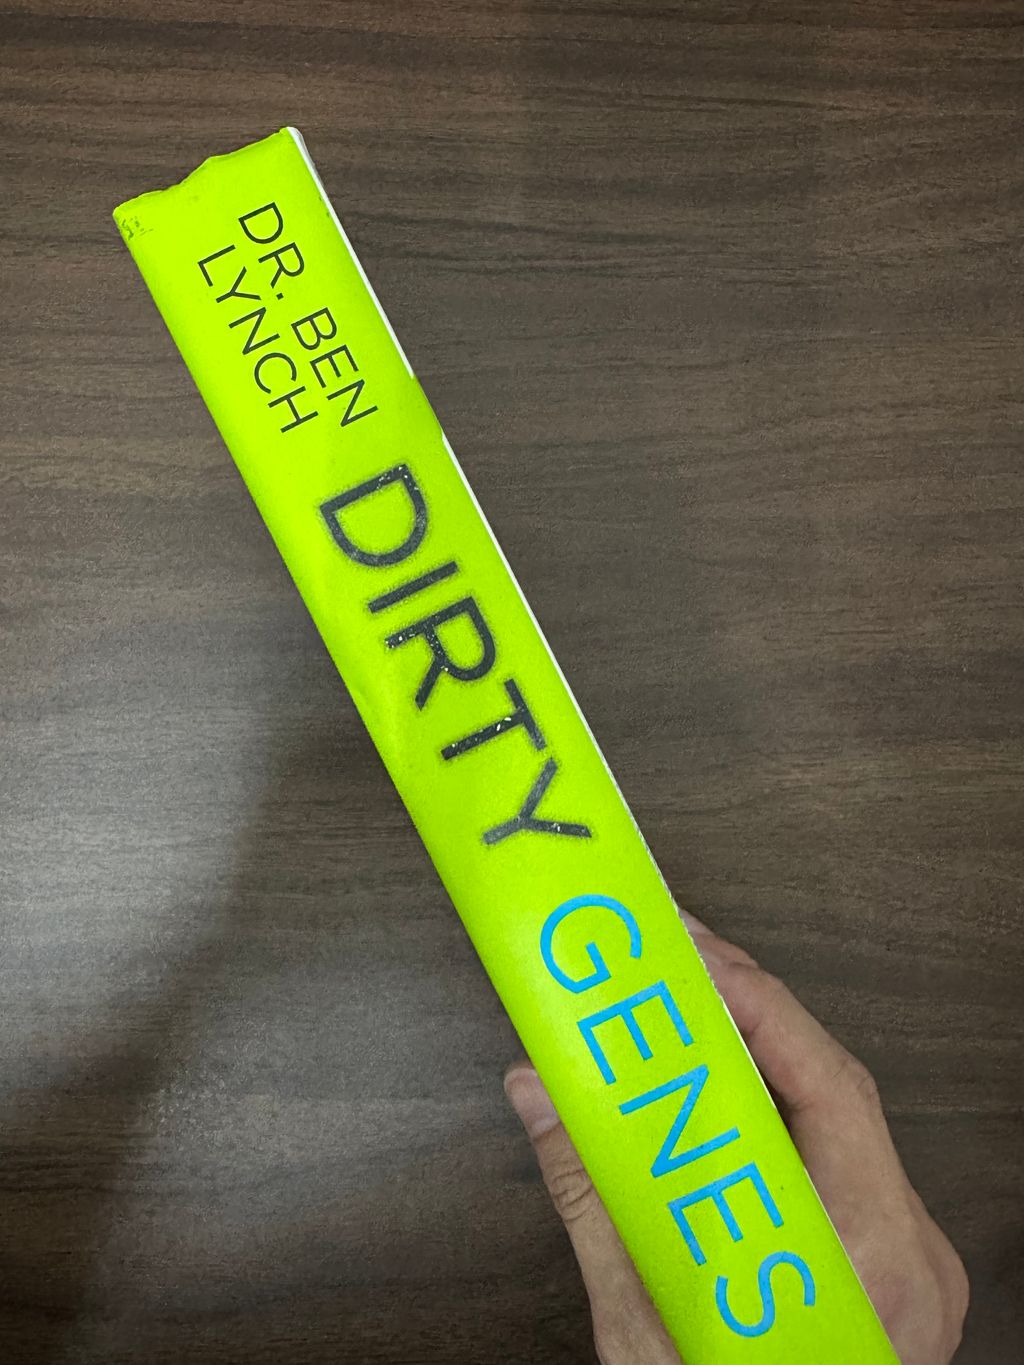 DR. BEN
LYNCH
DIRTY GENES